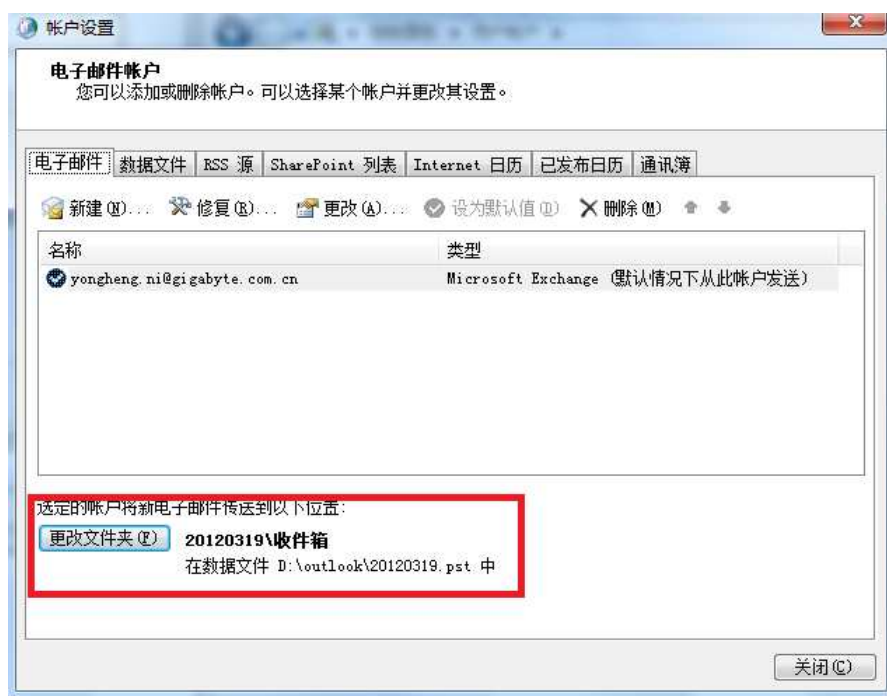 帐户设置
电子邮件帐户
您可以添加或删除帐户。可以选择某个帐户并更改其设置。
电子邮件 数据文件 RSS 源 SharePoint 列表 Internet 日历 已发布日历 通讯簿
新建(N)... 修复(R)... 更改(A)... 设为默认值(D) 删除(M)
名称 类型
yongheng.ni@gigabyte.com.cn Microsoft Exchange (默认情况下从此帐户发送)
选定的帐户将新电子邮件传送到以下位置:
更改文件夹(F) 20120319\收件箱
在数据文件 D:\outlook\20120319.pst 中
关闭(C)